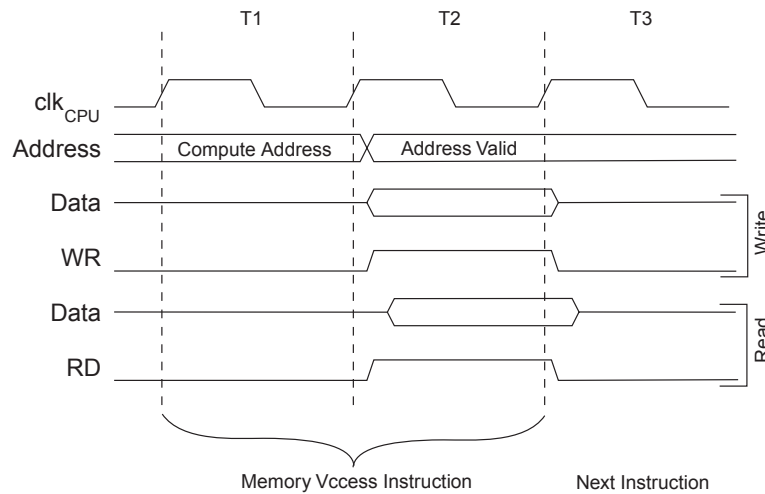 T1 T2 T3
clkCPU
Address Compute Address Address Valid
Data
WR
Write
Data
RD
Read
Memory Vccess Instruction Next Instruction